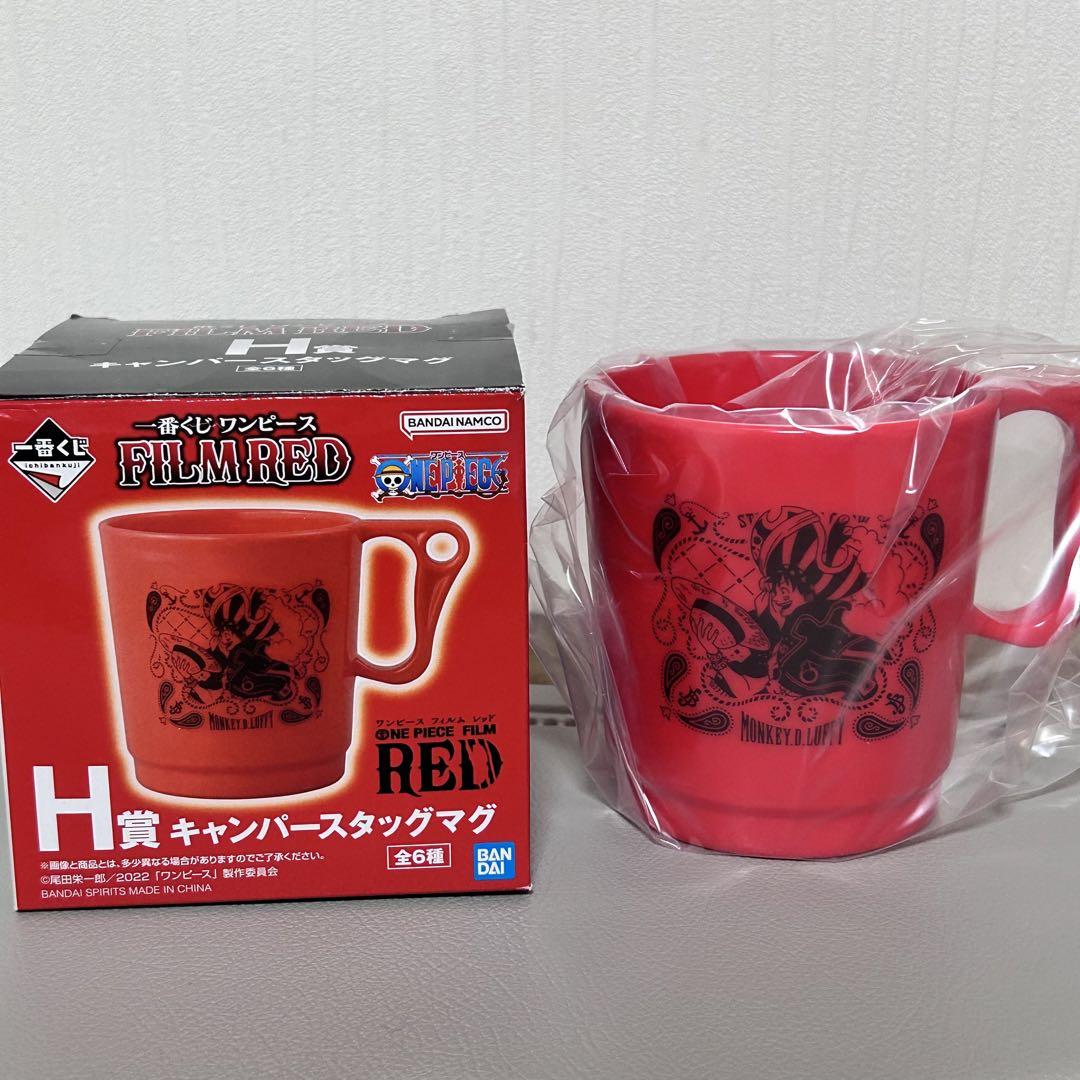 FILM RED
H賞
キャンパースタッグマグ
全6種
一番くじ
ichibankuji
一番くじ ワンピース
FILM RED
BANDAI NAMCO
ワンピース
ONE PIECE
MONKEY.D.LUFFY
ワンピース フィルム レッド
ONE PIECE FILM
RED
H賞 キャンパースタッグマグ
全6種
※画像と商品とは、多少異なる場合がありますのでご了承ください。
©尾田栄一郎／2022「ワンピース」製作委員会
BANDAI SPIRITS MADE IN CHINA
BAN
DAI
MONKEY.D.LUFFY